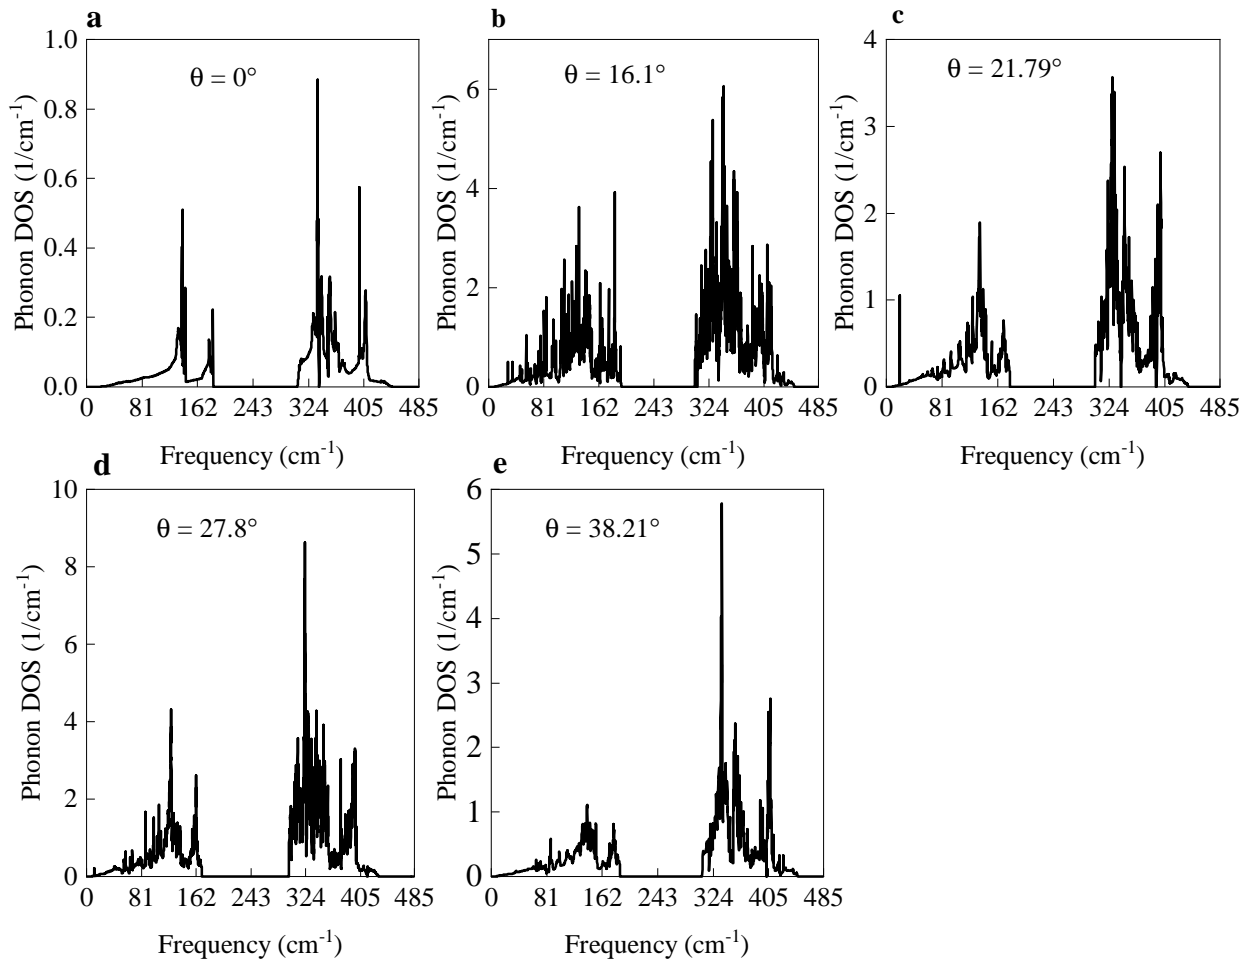 a
θ = 0°
Phonon DOS (1/cm⁻¹)
1.0
0.8
0.6
0.4
0.2
0.0
0 81 162 243 324 405 485
Frequency (cm⁻¹)
b
θ = 16.1°
Phonon DOS (1/cm⁻¹)
6
4
2
0
0 81 162 243 324 405 485
Frequency (cm⁻¹)
c
θ = 21.79°
Phonon DOS (1/cm⁻¹)
4
3
2
1
0
0 81 162 243 324 405 485
Frequency (cm⁻¹)
d
θ = 27.8°
Phonon DOS (1/cm⁻¹)
10
8
6
4
2
0
0 81 162 243 324 405 485
Frequency (cm⁻¹)
e
θ = 38.21°
Phonon DOS (1/cm⁻¹)
6
5
4
3
2
1
0
0 81 162 243 324 405 485
Frequency (cm⁻¹)